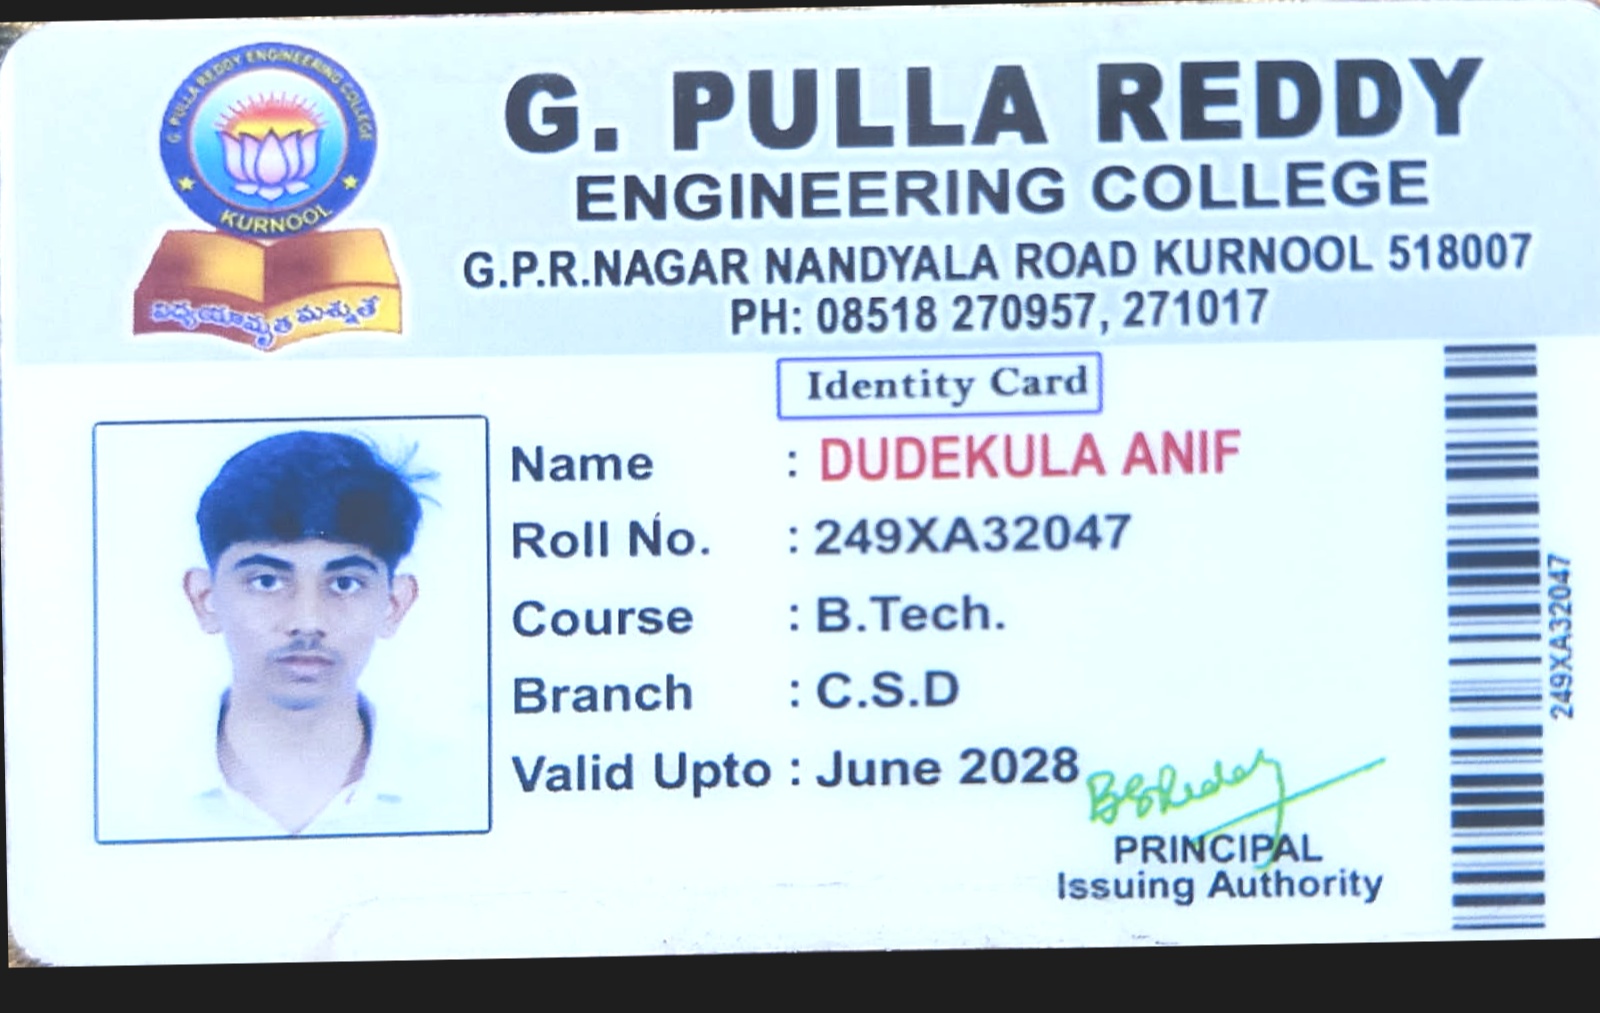 G. PULLA REDDY ENGINEERING COLLEGE
KURNOOL
విద్యయామృత మశ్నుతే
G. PULLA REDDY
ENGINEERING COLLEGE
G.P.R.NAGAR NANDYALA ROAD KURNOOL 518007
PH: 08518 270957, 271017
Identity Card
Name : DUDEKULA ANIF
Roll No. : 249XA32047
Course : B.Tech.
Branch : C.S.D
Valid Upto : June 2028
BSReddy
PRINCIPAL
Issuing Authority
249XA32047